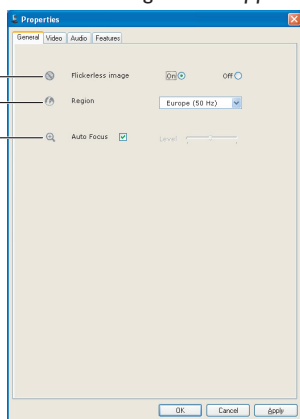 Properties
General Video Audio Features
Flickerless image On Off
Region Europe (50 Hz)
Auto Focus Level
OK Cancel Apply